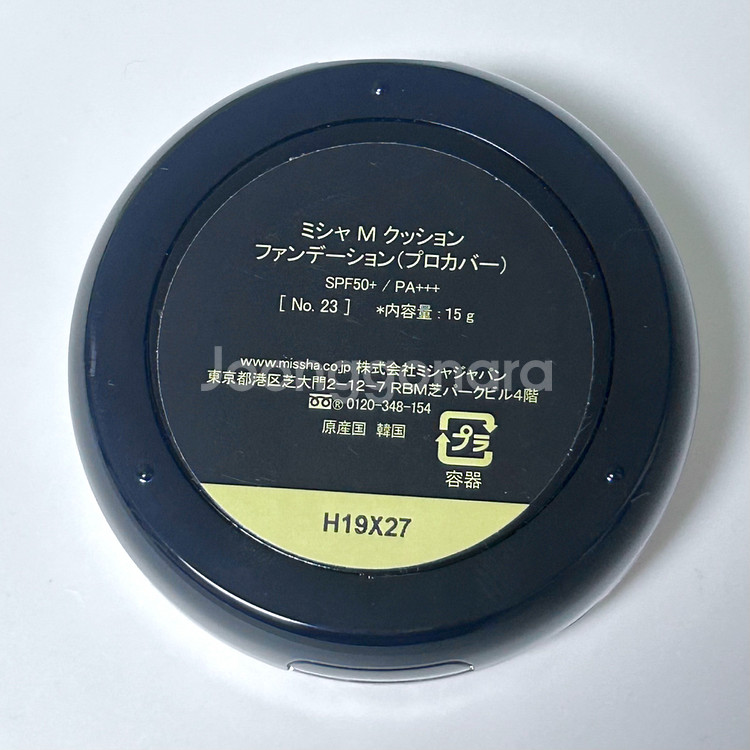 ミシャ M クッション
ファンデーション(プロカバー)
SPF50+ / PA+++
[ No. 23 ] *内容量 : 15 g
www.missha.co.jp 株式会社ミシャジャパン
Joonggonara
東京都港区芝大門2-12-7 RBM芝パークビル4階
® 0120-348-154
原産国 韓国
プラ
容器
H19X27